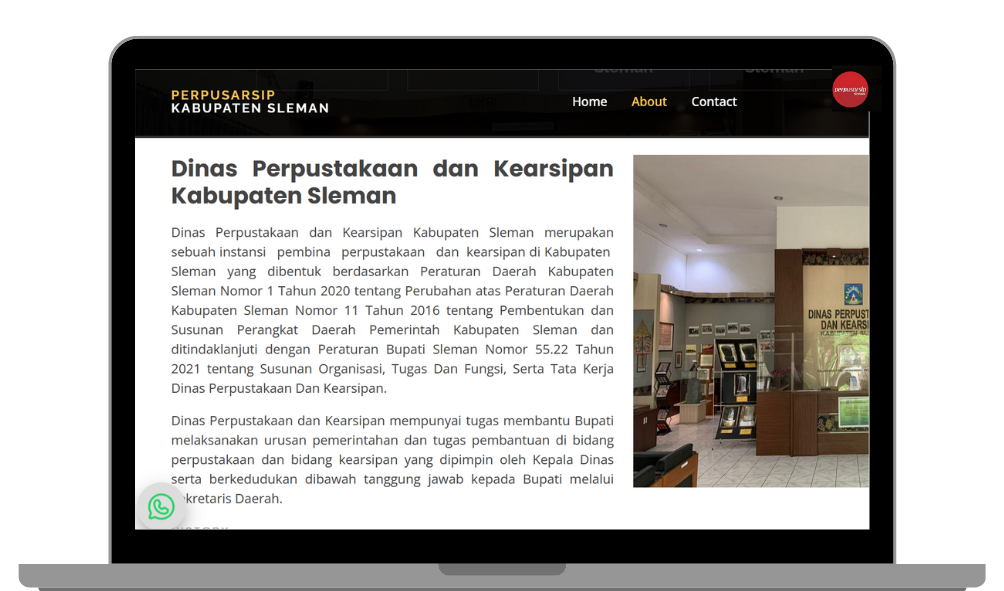 Sleman Sleman
PERPUSARSIP
KABUPATEN SLEMAN
Home About Contact
perpusarsip
Dinas Perpustakaan dan Kearsipan
Kabupaten Sleman
Dinas Perpustakaan dan Kearsipan Kabupaten Sleman merupakan
sebuah instansi pembina perpustakaan dan kearsipan di Kabupaten
Sleman yang dibentuk berdasarkan Peraturan Daerah Kabupaten
Sleman Nomor 1 Tahun 2020 tentang Perubahan atas Peraturan Daerah
Kabupaten Sleman Nomor 11 Tahun 2016 tentang Pembentukan dan
Susunan Perangkat Daerah Pemerintah Kabupaten Sleman dan
ditindaklanjuti dengan Peraturan Bupati Sleman Nomor 55.22 Tahun
2021 tentang Susunan Organisasi, Tugas Dan Fungsi, Serta Tata Kerja
Dinas Perpustakaan Dan Kearsipan.
Dinas Perpustakaan dan Kearsipan mempunyai tugas membantu Bupati
melaksanakan urusan pemerintahan dan tugas pembantuan di bidang
perpustakaan dan bidang kearsipan yang dipimpin oleh Kepala Dinas
serta berkedudukan dibawah tanggung jawab kepada Bupati melalui
kretaris Daerah.
DINAS PERPUST
DAN KEARSI